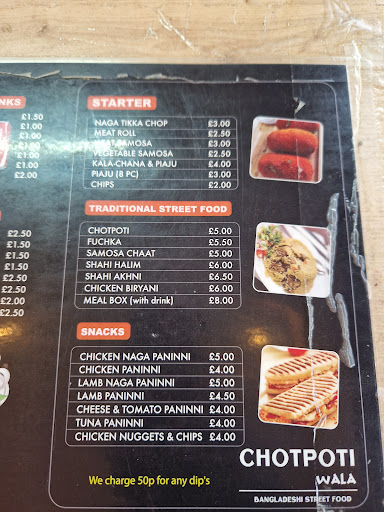 NKS
£1.50
£1.00
£1.00
£1.00
£1.00
£2.00
£2.50
£1.50
£1.50
£2.50
£2.50
£2.50
£2.00
£2.50
STARTER
NAGA TIKKA CHOP £3.00
MEAT ROLL £2.50
SAMOSA £3.00
VEGETABLE SAMOSA £2.50
KALA-CHANA & PIAJU £4.00
PIAJU (8 PC) £3.00
CHIPS £2.00
TRADITIONAL STREET FOOD
CHOTPOTI £5.00
FUCHKA £5.50
SAMOSA CHAAT £5.00
SHAHI HALIM £6.00
SHAHI AKHNI £6.50
CHICKEN BIRYANI £6.00
MEAL BOX (with drink) £8.00
SNACKS
CHICKEN NAGA PANINNI £5.00
CHICKEN PANINNI £4.00
LAMB NAGA PANINNI £5.00
LAMB PANINNI £4.50
CHEESE & TOMATO PANINNI £4.00
TUNA PANINNI £4.00
CHICKEN NUGGETS & CHIPS £4.00
We charge 50p for any dip's
CHOTPOTI
WALA
BANGLADESHI STREET FOOD